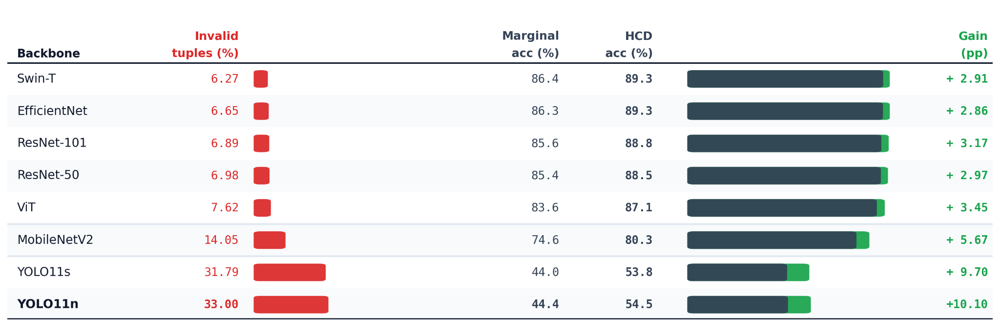 Backbone Invalid tuples (%) Marginal acc (%) HCD acc (%) Gain (pp)
Swin-T 6.27 86.4 89.3 + 2.91
EfficientNet 6.65 86.3 89.3 + 2.86
ResNet-101 6.89 85.6 88.8 + 3.17
ResNet-50 6.98 85.4 88.5 + 2.97
ViT 7.62 83.6 87.1 + 3.45
MobileNetV2 14.05 74.6 80.3 + 5.67
YOLO11s 31.79 44.0 53.8 + 9.70
YOLO11n 33.00 44.4 54.5 +10.10